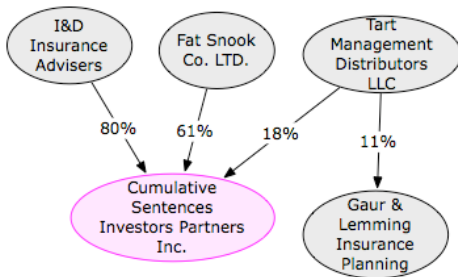 I&D
Insurance
Advisers
Fat Snook
Co. LTD.
Tart
Management
Distributors
LLC
80%
61%
18%
11%
Cumulative
Sentences
Investors Partners
Inc.
Gaur &
Lemming
Insurance
Planning